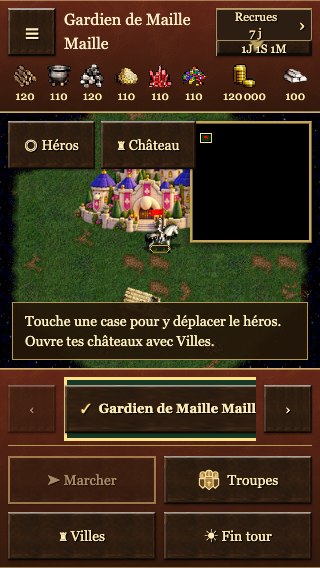 Gardien de Maille
Maille
Recrues
7 j
1J 1S 1M
120 110 120 110 110 110 120 000 100
Héros
Château
Touche une case pour y déplacer le héros.
Ouvre tes châteaux avec Villes.
Gardien de Maille Maill
Marcher
Troupes
Villes
Fin tour